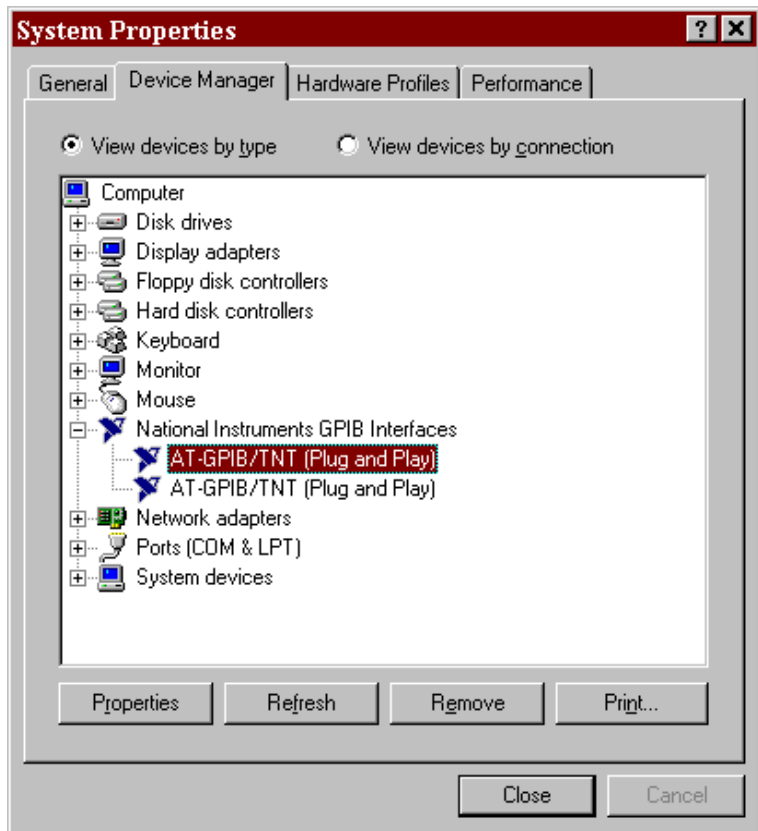 System Properties
General Device Manager Hardware Profiles Performance
View devices by type View devices by connection
Computer
Disk drives
Display adapters
Floppy disk controllers
Hard disk controllers
Keyboard
Monitor
Mouse
National Instruments GPIB Interfaces
AT-GPIB/TNT (Plug and Play)
AT-GPIB/TNT (Plug and Play)
Network adapters
Ports (COM & LPT)
System devices
Properties Refresh Remove Print...
Close Cancel